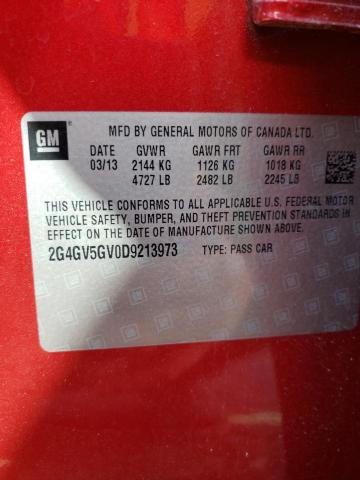 GM ® MFD BY GENERAL MOTORS OF CANADA LTD.
DATE GVWR GAWR FRT GAWR RR
03/13 2144 KG 1126 KG 1018 KG
4727 LB 2482 LB 2245 LB
THIS VEHICLE CONFORMS TO ALL APPLICABLE U.S. FEDERAL MOTOR
VEHICLE SAFETY, BUMPER, AND THEFT PREVENTION STANDARDS IN
EFFECT ON THE DATE OF MANUFACTURE SHOWN ABOVE.
2G4GV5GV0D9213973 TYPE: PASS CAR